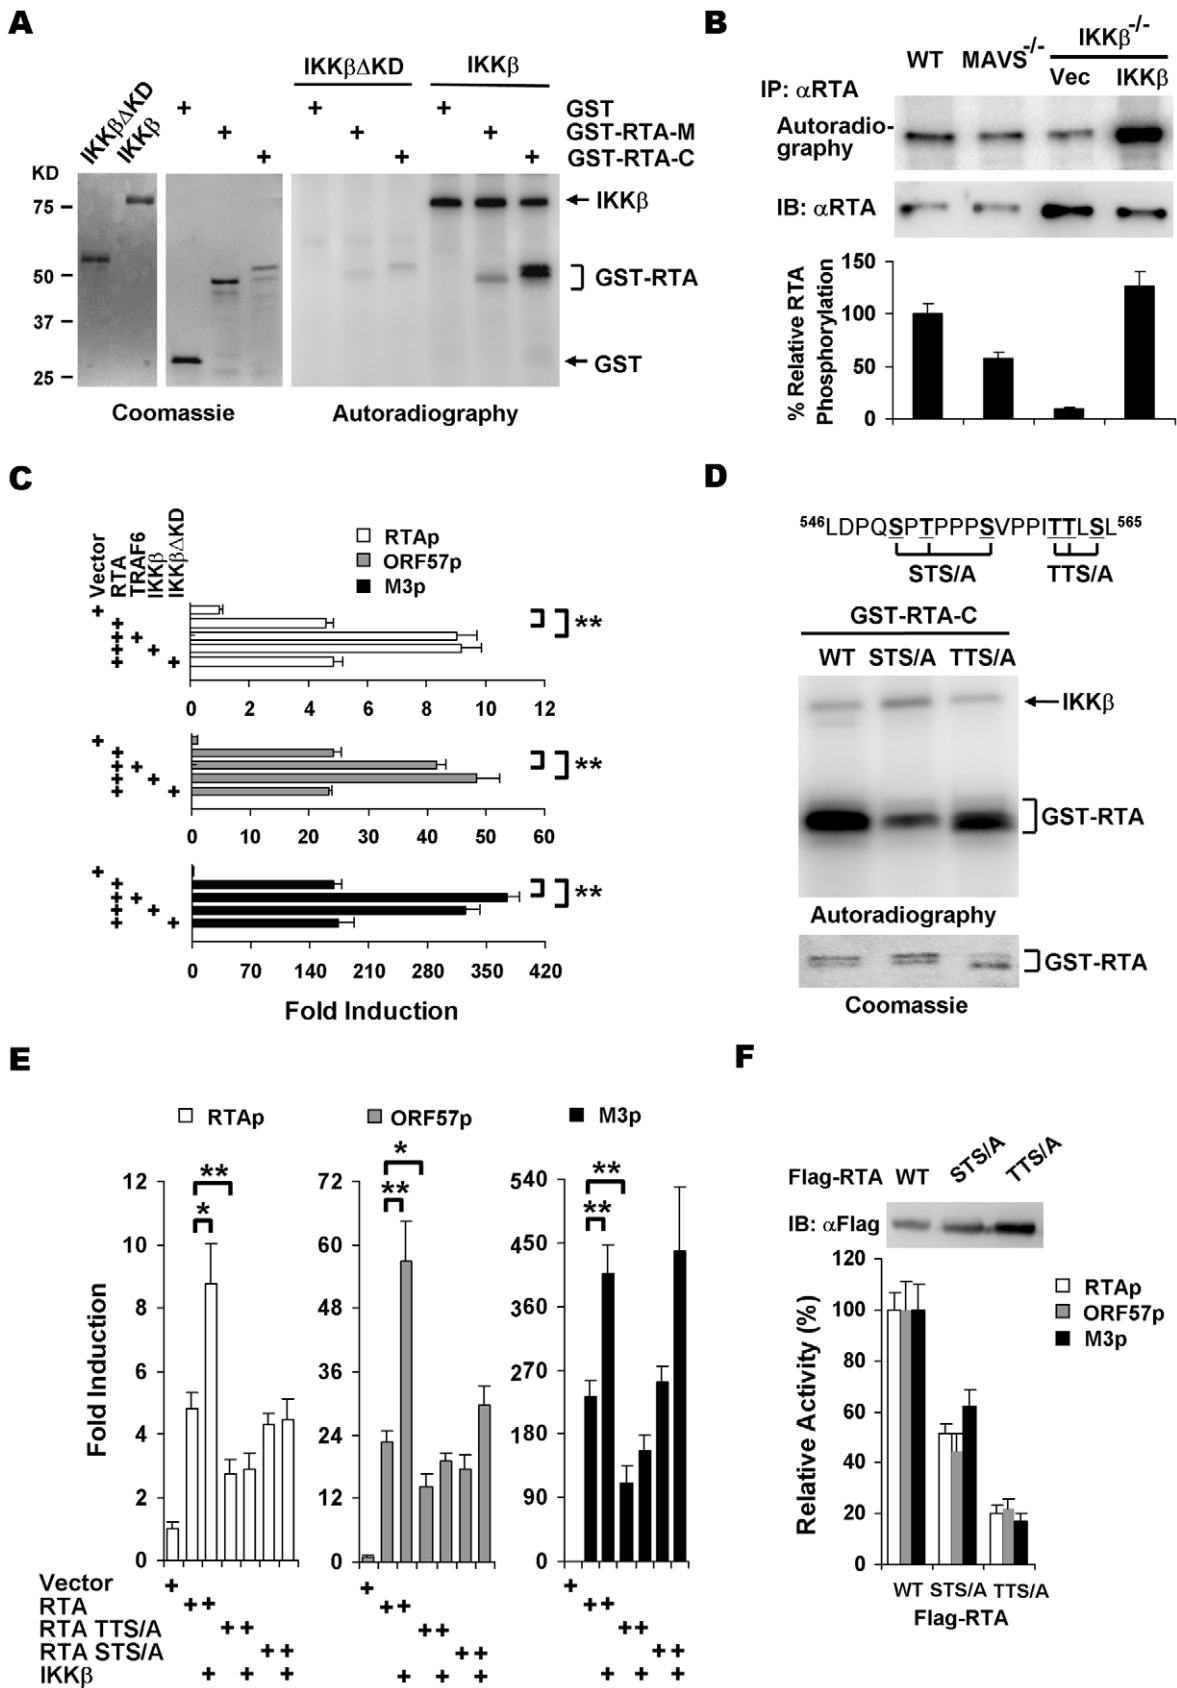 A
IKKβΔKD
IKKβ
IKKβΔKD
IKKβ
+ + + GST
+ + + GST-RTA-M
+ + + GST-RTA-C
KD
75
50
37
25
IKKβ
GST-RTA
GST
Coomassie
Autoradiography
B
WT
MAVS-/-
IKKβ-/-
Vec
IKKβ
IP: αRTA
Autoradio-
graphy
IB: αRTA
% Relative RTA
Phosphorylation
150
100
50
0
C
Vector
RTA
TRAF6
IKKβ
IKKβΔKD
RTAp
ORF57p
M3p
+
+
+ +
+ +
+ +
**
0 2 4 6 8 10 12
+
+
+ +
+ +
+ +
**
0 10 20 30 40 50 60
+
+
+ +
+ +
+ +
**
0 70 140 210 280 350 420
Fold Induction
D
546LDPQSPTPPPSVPPITTLSL565
STS/A
TTS/A
GST-RTA-C
WT STS/A TTS/A
IKKβ
GST-RTA
Autoradiography
GST-RTA
Coomassie
E
RTAp
ORF57p
M3p
Fold Induction
12
10
8
6
4
2
0
**
*
72
60
48
36
24
12
0
*
**
540
450
360
270
180
90
0
**
**
Vector + + +
RTA ++ ++ ++
RTA TTS/A ++ ++ ++
RTA STS/A ++ ++ ++
IKKβ + + + + + + + + +
F
Flag-RTA WT STS/A TTS/A
IB: αFlag
Relative Activity (%)
120
100
80
60
40
20
0
RTAp
ORF57p
M3p
WT STS/A TTS/A
Flag-RTA